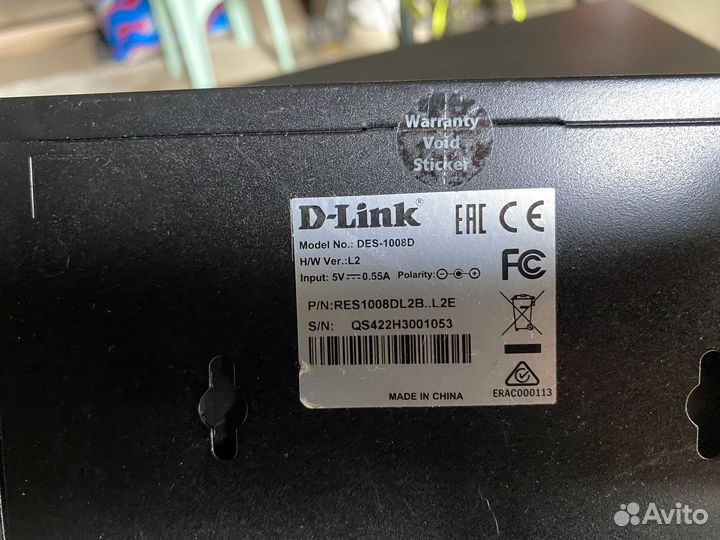 Warranty
Void
Sticker
D-Link®
Model No.: DES-1008D
H/W Ver.:L2
Input: 5V⎓0.55A Polarity:
P/N:RES1008DL2B..L2E
S/N: QS422H3001053
MADE IN CHINA
EAC CE
FC
ERAC000113
Avito